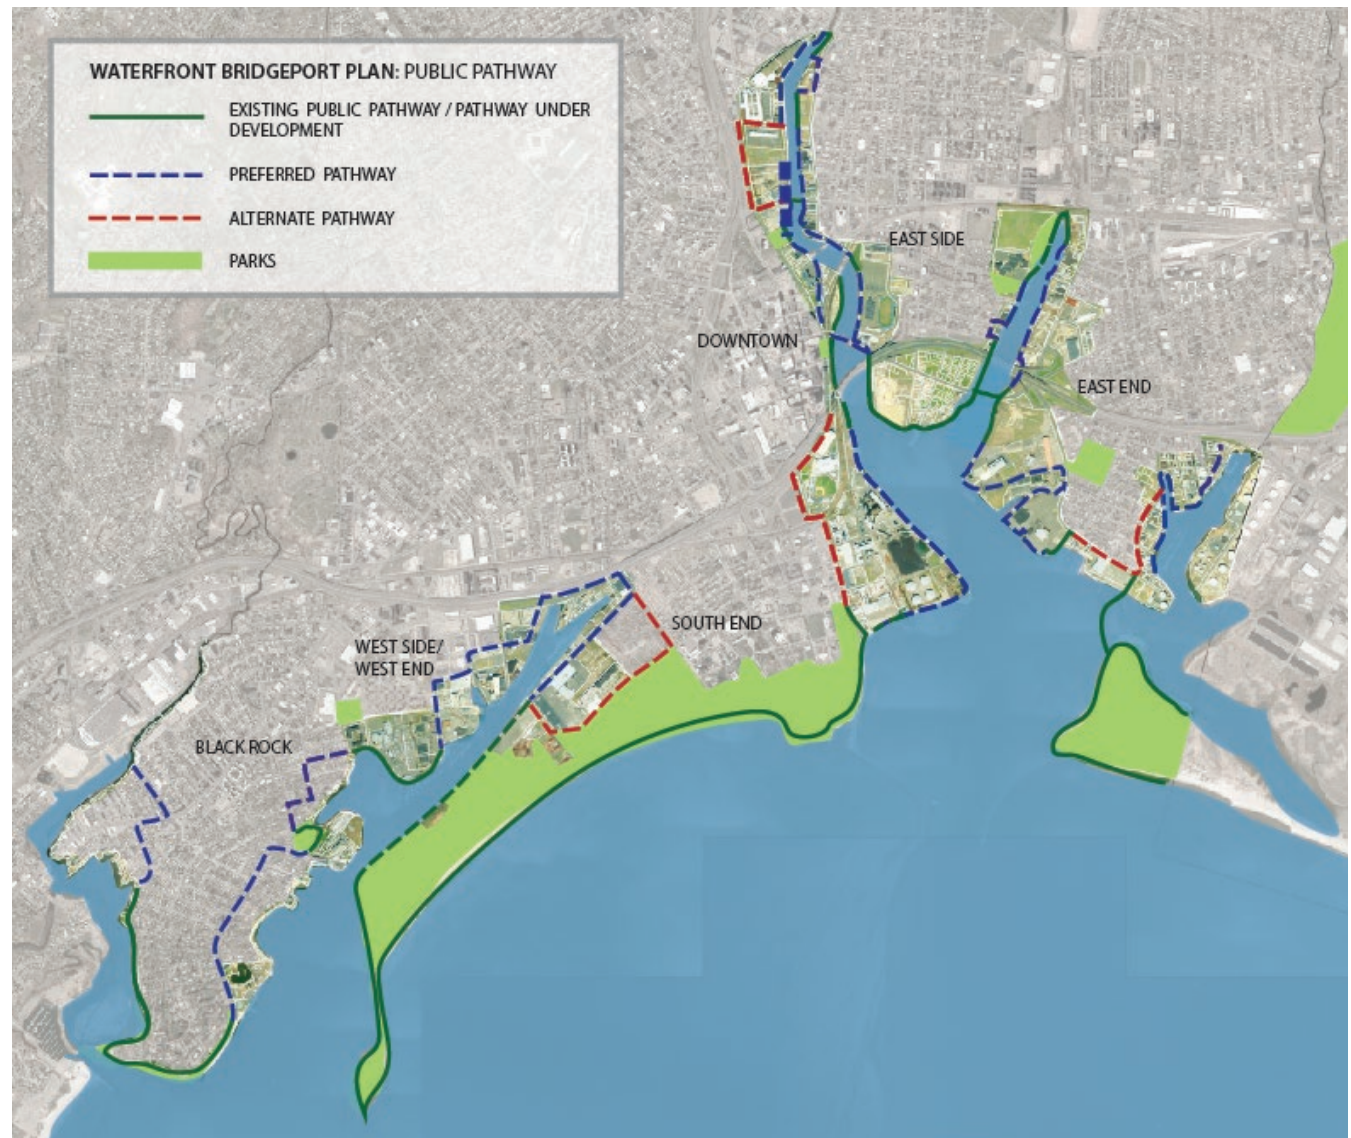 WATERFRONT BRIDGEPORT PLAN: PUBLIC PATHWAY
EXISTING PUBLIC PATHWAY / PATHWAY UNDER
DEVELOPMENT
PREFERRED PATHWAY
ALTERNATE PATHWAY
PARKS
EAST SIDE
DOWNTOWN
EAST END
SOUTH END
WEST SIDE/
WEST END
BLACK ROCK